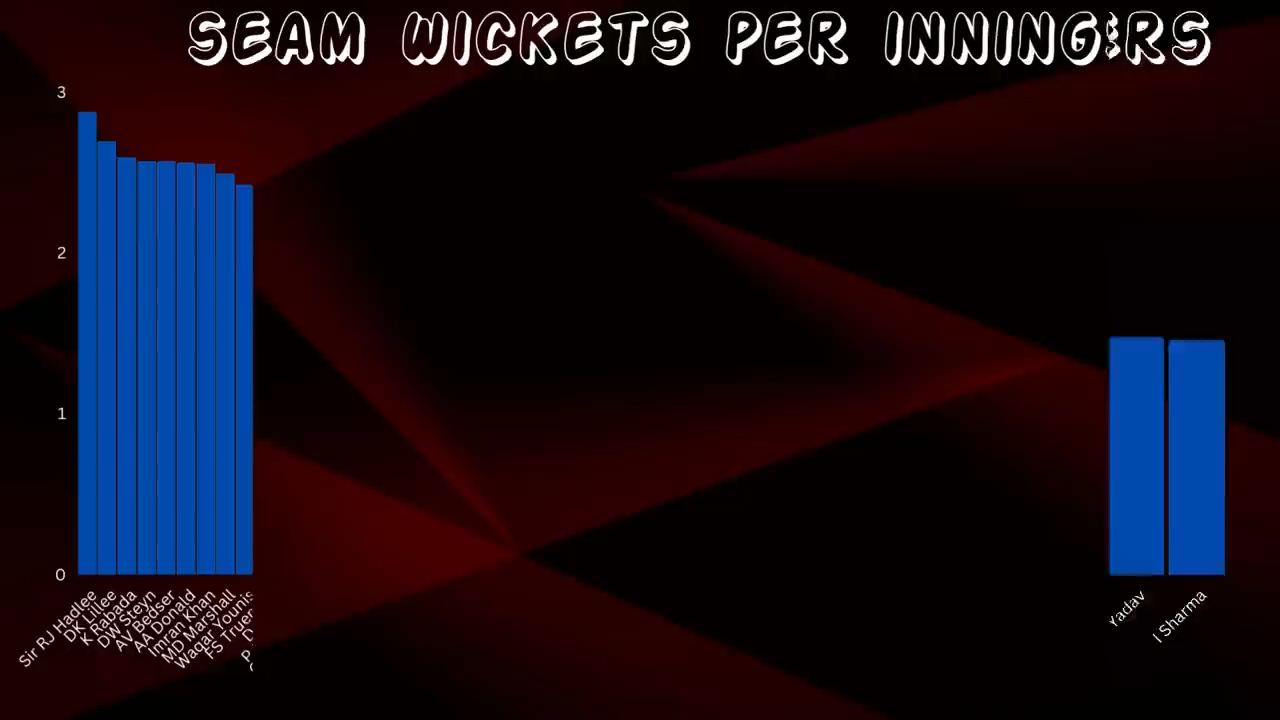 SEAM WICKETS PER INNING
3
2
1
0
Sir RJ Hadlee
DK Lillee
K Rabada
DW Steyn
AV Bedser
AA Donald
Imran Khan
MD Marshall
Waqar Younis
Yadav
I Sharma